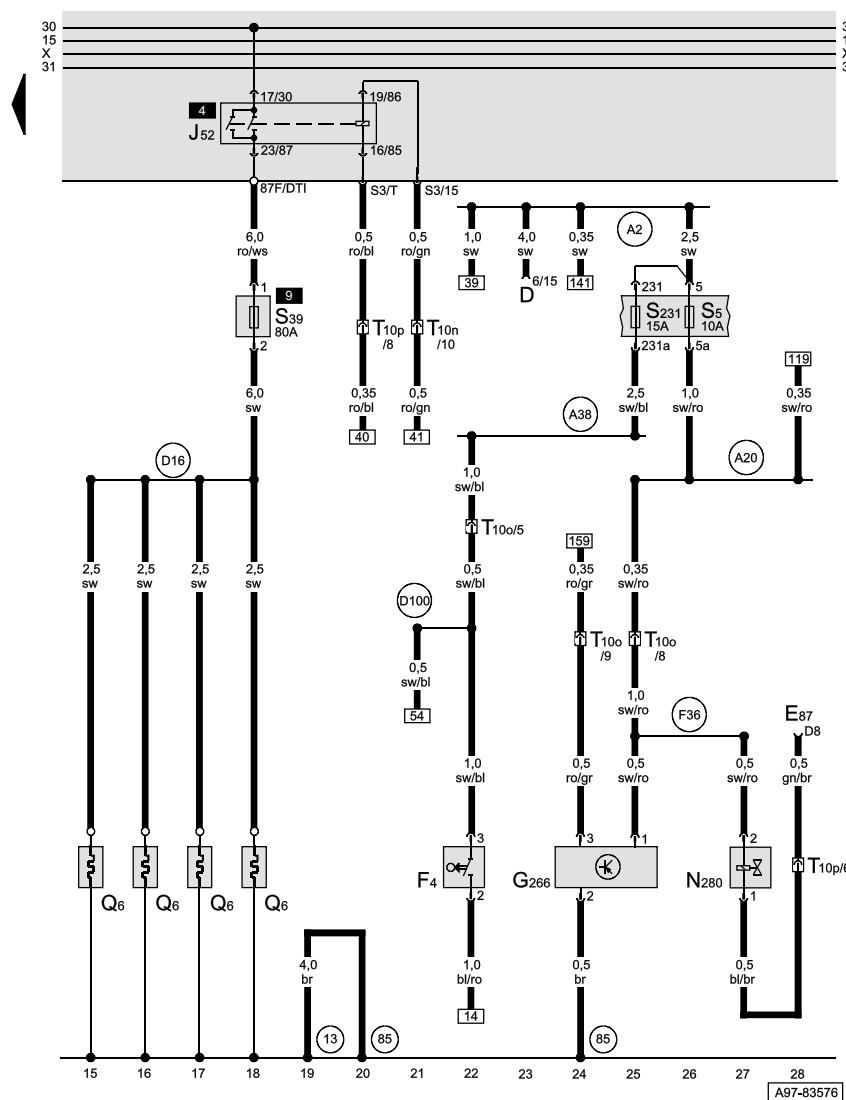 30
15
X
31
3
1
X
3
17/30
19/86
4
J52
23/87
16/85
87F/DTI
S3/T
S3/15
A2
6,0
ro/ws
0,5
ro/bl
0,5
ro/gn
1,0
sw
4,0
sw
0,35
sw
2,5
sw
39
6/15
D
141
1
9
S39
80A
2
231
5
S231
15A
S5
10A
231a
5a
T10p
/8
T10n
/10
119
6,0
sw
0,35
ro/bl
0,5
ro/gn
2,5
sw/bl
1,0
sw/ro
0,35
sw/ro
40
41
A38
D16
A20
1,0
sw/bl
T10o/5
159
2,5
sw
2,5
sw
2,5
sw
2,5
sw
0,5
sw/bl
0,35
ro/gr
0,35
sw/ro
D100
T10o
/9
T10o
/8
0,5
sw/bl
54
1,0
sw/ro
F36
E87
D8
1,0
sw/bl
0,5
ro/gr
0,5
sw/ro
0,5
sw/ro
0,5
gn/br
3
3
1
2
F4
G266
N280
T10p/6
2
2
1
Q6
Q6
Q6
Q6
4,0
br
1,0
bl/ro
0,5
br
0,5
bl/br
14
13
85
85
15
16
17
18
19
20
21
22
23
24
25
26
27
28
A97-83576